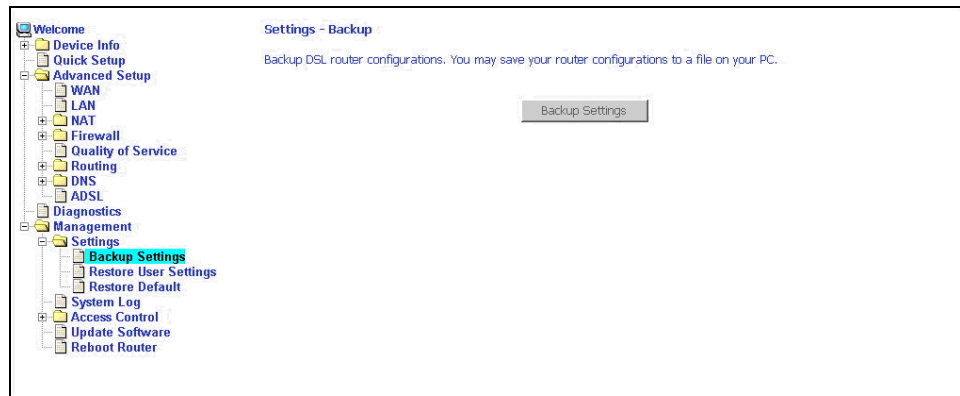 Welcome
Device Info
Quick Setup
Advanced Setup
WAN
LAN
NAT
Firewall
Quality of Service
Routing
DNS
ADSL
Diagnostics
Management
Settings
Backup Settings
Restore User Settings
Restore Default
System Log
Access Control
Update Software
Reboot Router
Settings - Backup
Backup DSL router configurations. You may save your router configurations to a file on your PC.
Backup Settings